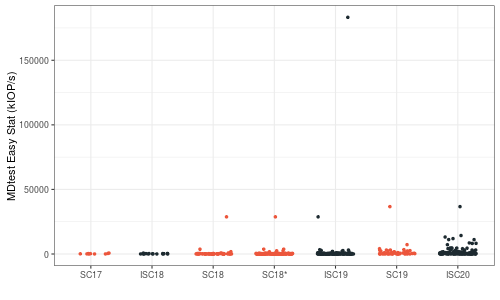 MDtest Easy Stat (kIOP/s)
150000
100000
50000
0
SC17 ISC18 SC18 SC18* ISC19 SC19 ISC20